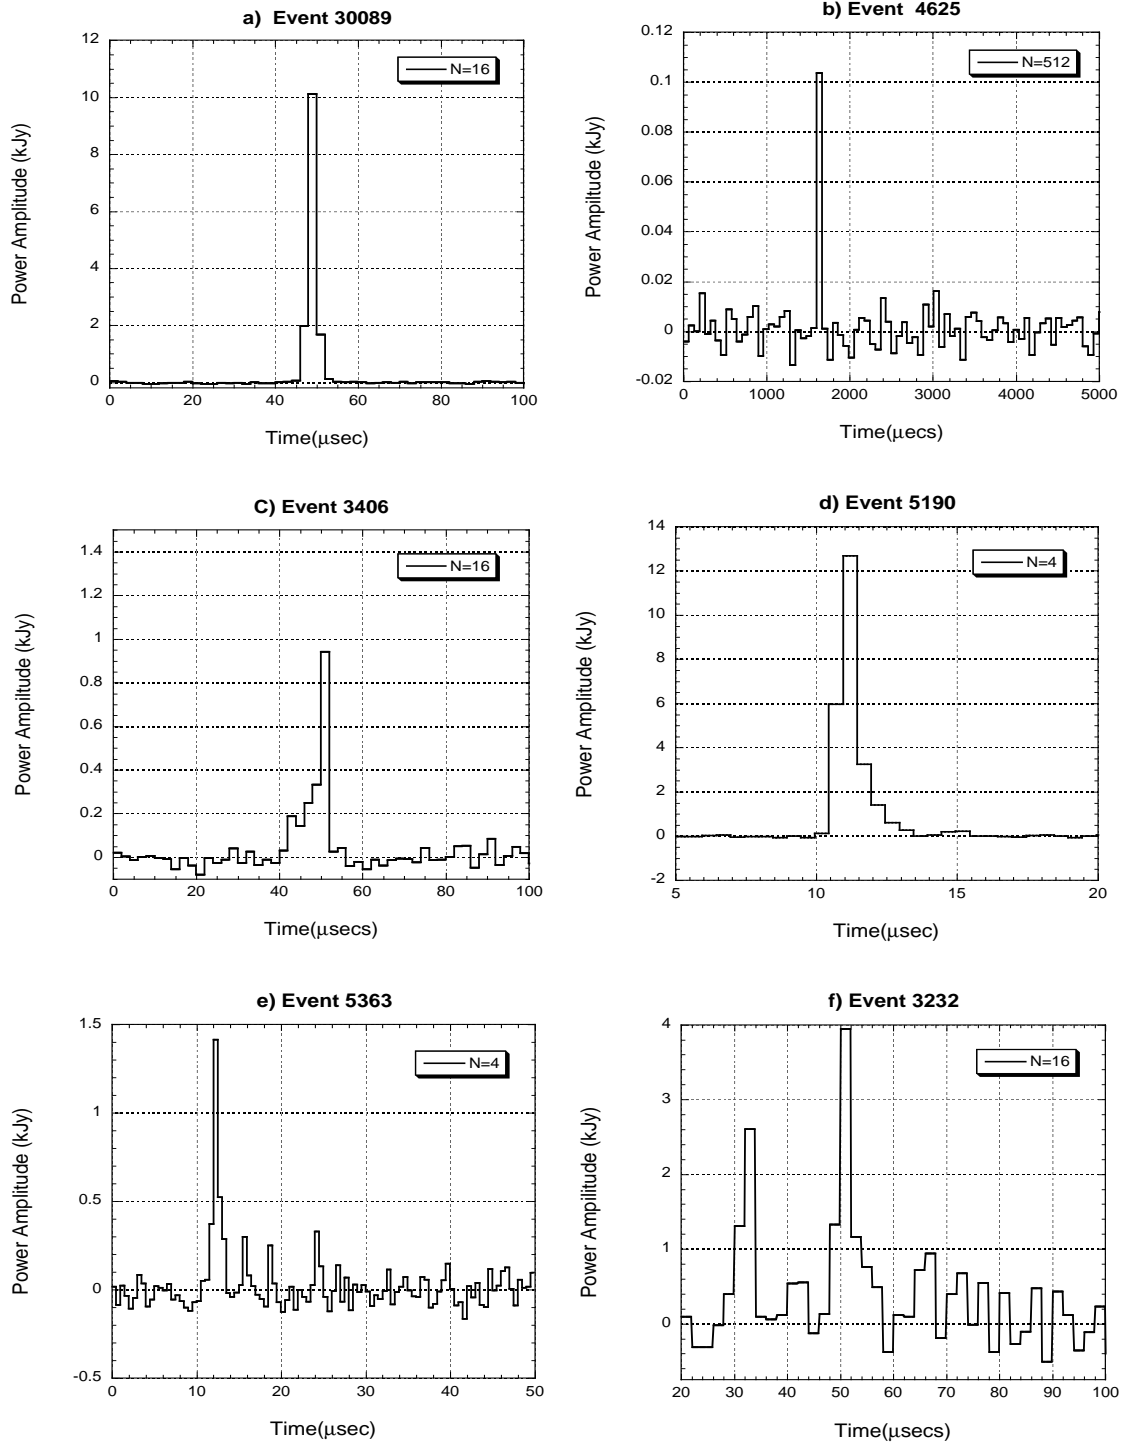 a) Event 30089
12
10
8
6
4
2
0
0 20 40 60 80 100
N=16
Power Amplitude (kJy)
Time(μsec)
b) Event 4625
0.12
0.1
0.08
0.06
0.04
0.02
0
-0.02
0 1000 2000 3000 4000 5000
N=512
Power Amplitude (kJy)
Time(μecs)
C) Event 3406
1.4
1.2
1
0.8
0.6
0.4
0.2
0
0 20 40 60 80 100
N=16
Power Ampiltude (kJy)
Time(μsecs)
d) Event 5190
14
12
10
8
6
4
2
0
-2
5 10 15 20
N=4
Power Amplitude (kJy)
Time(μsec)
e) Event 5363
1.5
1
0.5
0
-0.5
0 10 20 30 40 50
N=4
Power Amplitude (kJy)
Time(μsec)
f) Event 3232
4
3
2
1
0
20 30 40 50 60 70 80 90 100
N=16
Power Ampilitude (kJy)
Time(μsecs)